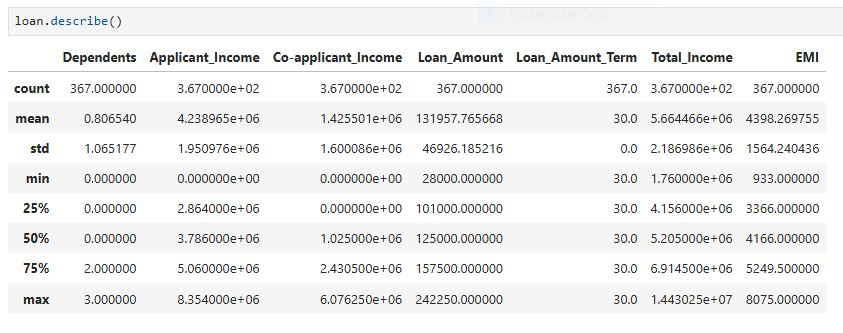 Rectangular Snip
loan.describe()
Dependents Applicant_Income Co-applicant_Income Loan_Amount Loan_Amount_Term Total_Income EMI
count 367.000000 3.670000e+02 3.670000e+02 367.000000 367.0 3.670000e+02 367.000000
mean 0.806540 4.238965e+06 1.425501e+06 131957.765668 30.0 5.664466e+06 4398.269755
std 1.065177 1.950976e+06 1.600086e+06 46926.185216 0.0 2.186986e+06 1564.240436
min 0.000000 0.000000e+00 0.000000e+00 28000.000000 30.0 1.760000e+06 933.000000
25% 0.000000 2.864000e+06 0.000000e+00 101000.000000 30.0 4.156000e+06 3366.000000
50% 0.000000 3.786000e+06 1.025000e+06 125000.000000 30.0 5.205000e+06 4166.000000
75% 2.000000 5.060000e+06 2.430500e+06 157500.000000 30.0 6.914500e+06 5249.500000
max 3.000000 8.354000e+06 6.076250e+06 242250.000000 30.0 1.443025e+07 8075.000000